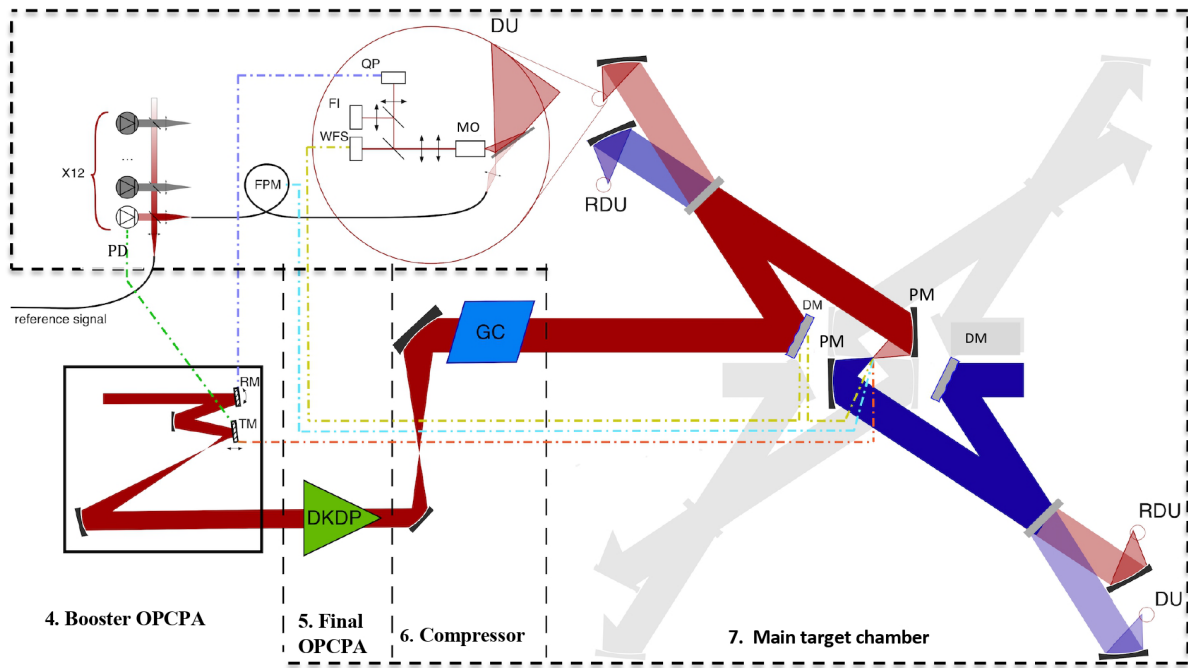 DU
QP
FI
WFS
MO
X12
...
FPM
RDU
PD
reference signal
PM
DM
GC
PM
DM
RM
TM
DKDP
RDU
DU
4. Booster OPCPA
5. Final
OPCPA
6. Compressor
7. Main target chamber